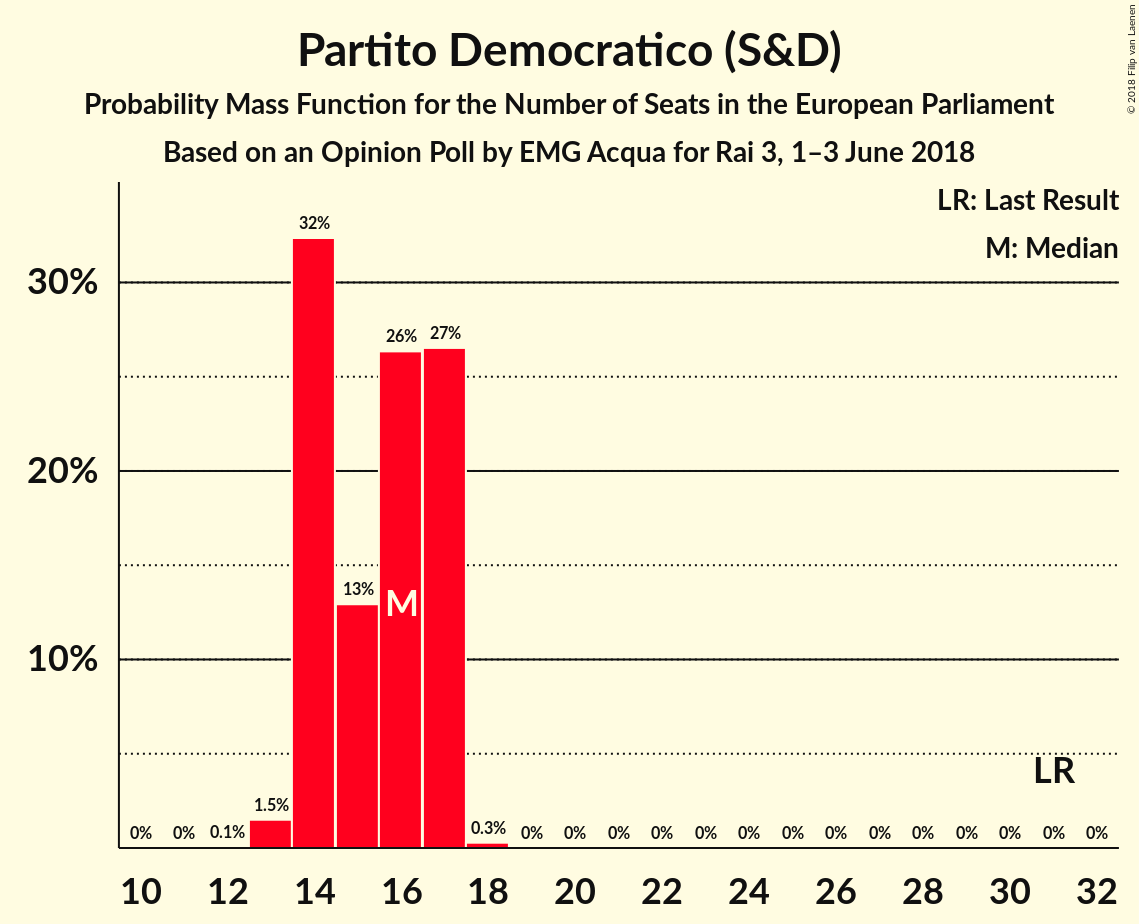 Partito Democratico (S&D)
Probability Mass Function for the Number of Seats in the European Parliament
Based on an Opinion Poll by EMG Acqua for Rai 3, 1–3 June 2018
© 2018 Filip van Laenen
LR: Last Result
M: Median
30%
20%
10%
0% 0% 0.1% 1.5% 32% 13% 26% 27% 0.3% 0% 0% 0% 0% 0% 0% 0% 0% 0% 0% 0% 0% 0% 0%
M
LR
10 12 14 16 18 20 22 24 26 28 30 32